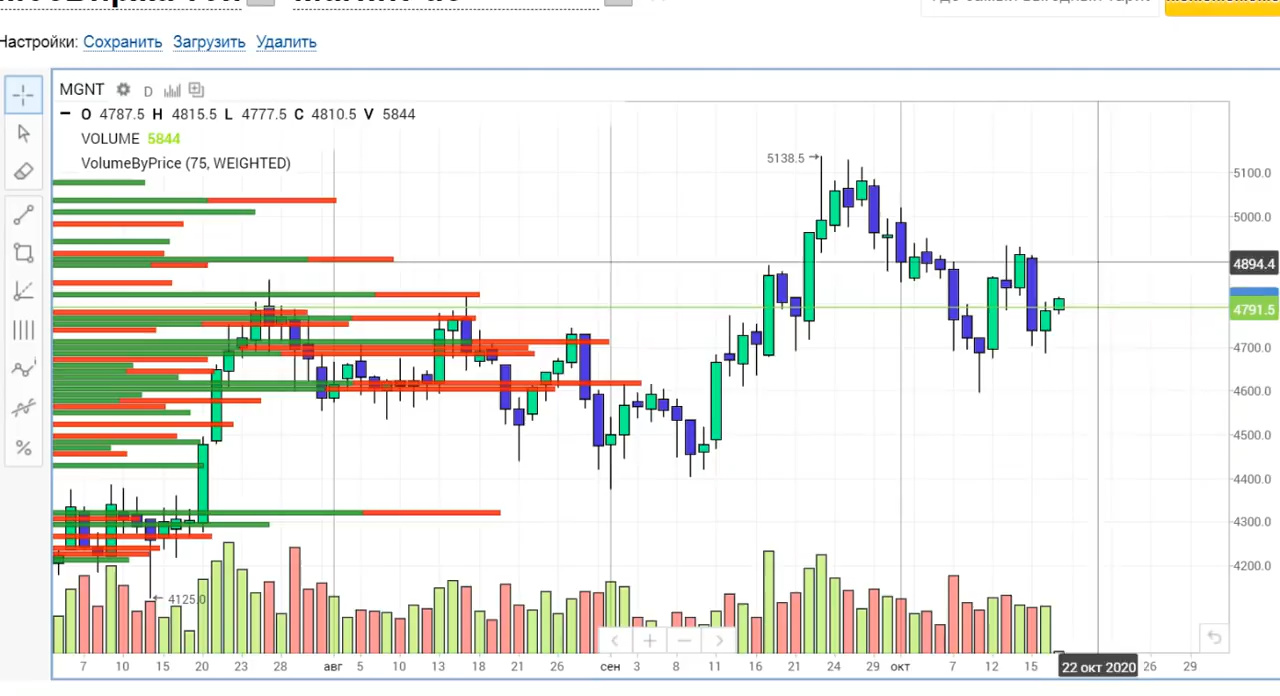 Настройки: Сохранить Загрузить Удалить
MGNT D
O 4787.5 H 4815.5 L 4777.5 C 4810.5 V 5844
VOLUME 5844
VolumeByPrice (75, WEIGHTED)
5138.5
5100.0
5000.0
4894.4
4791.5
4700.0
4600.0
4500.0
4400.0
4300.0
4200.0
4125.0
%
7 10 15 20 23 28 авг 5 10 13 18 21 26 сен 3 8 11 16 21 24 29 окт 7 12 15 22 окт 2020 26 29